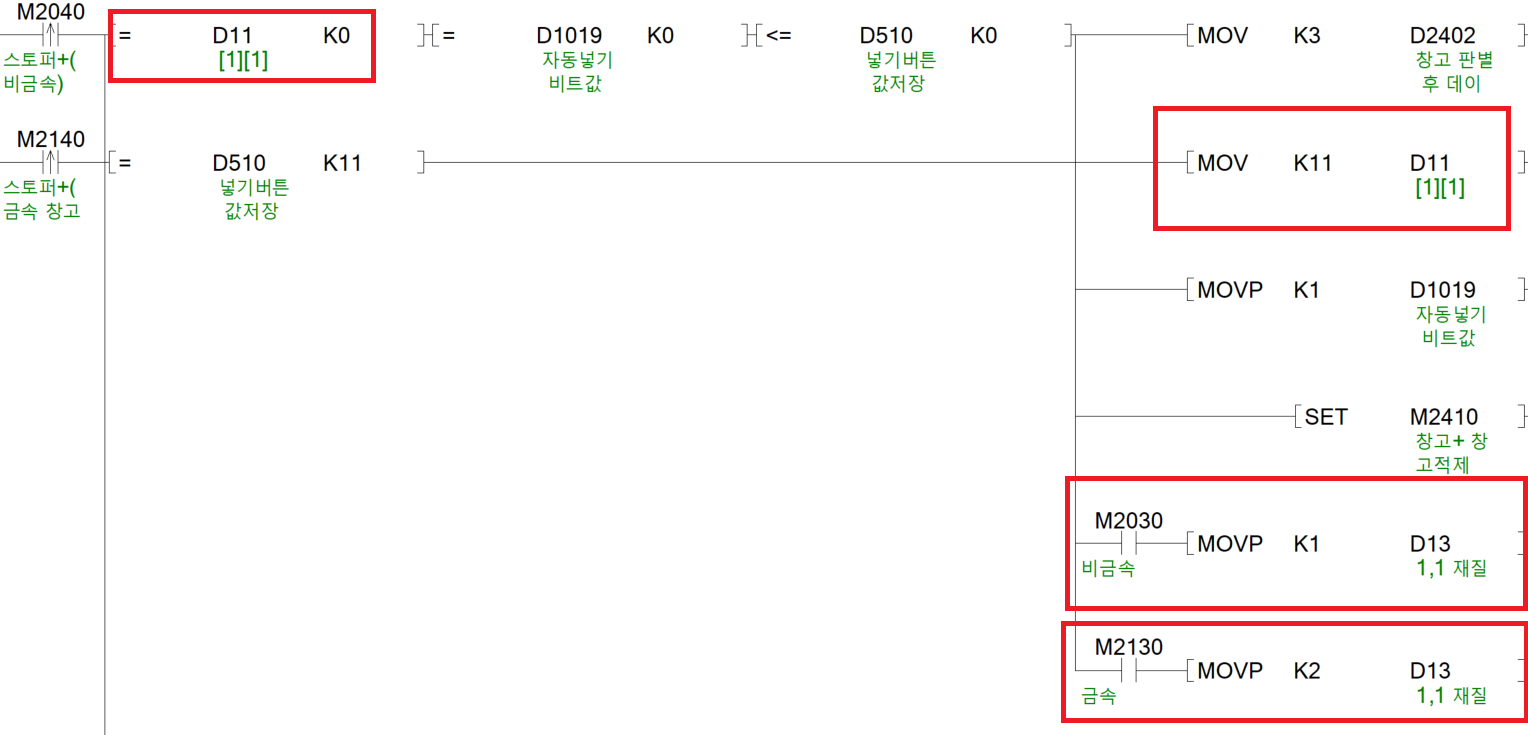 M2040
= D11 K0 = D1019 K0 <= D510 K0 MOV K3 D2402
스토퍼+( [1][1] 자동넣기 넣기버튼 창고 판별
비금속) 비트값 값저장 후 데이
M2140
= D510 K11 MOV K11 D11
스토퍼+( 넣기버튼 [1][1]
금속 창고 값저장
MOVP K1 D1019
자동넣기
비트값
SET M2410
창고+ 창
고적제
M2030
MOVP K1 D13
비금속 1,1 재질
M2130
MOVP K2 D13
금속 1,1 재질